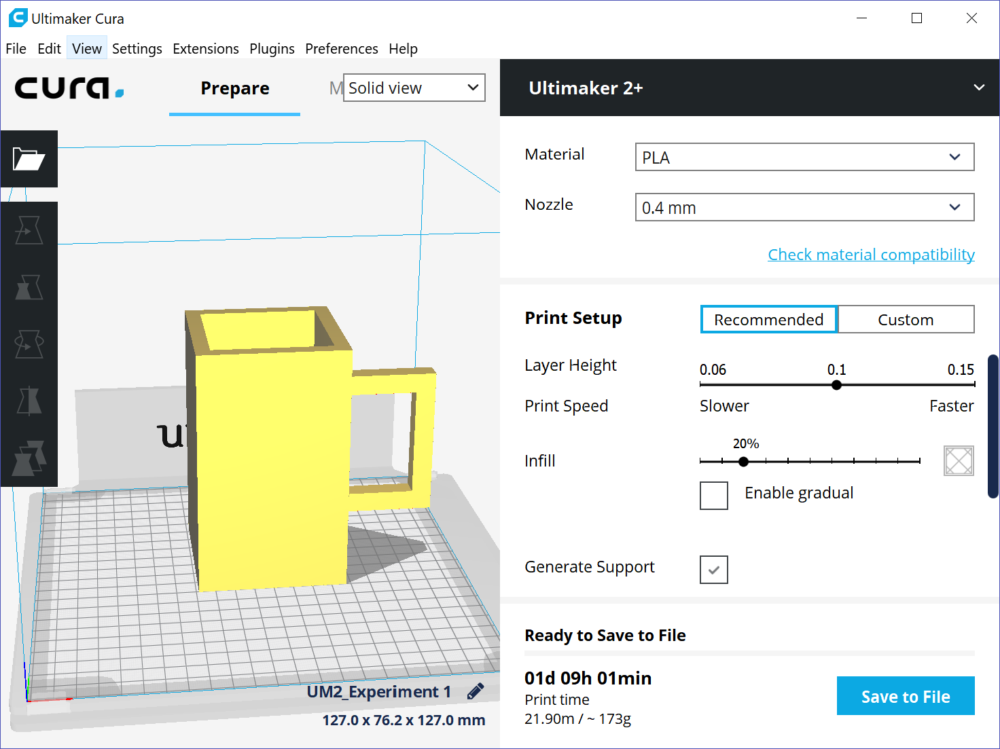 Ultimaker Cura
File Edit View Settings Extensions Plugins Preferences Help
cura.
Prepare
M
Solid view
Ultimaker 2+
Material
PLA
Nozzle
0.4 mm
Check material compatibility
Print Setup
Recommended
Custom
Layer Height
0.06
0.1
0.15
Print Speed
Slower
Faster
20%
Infill
Enable gradual
Generate Support
Ready to Save to File
01d 09h 01min
Print time
21.90m / ~ 173g
Save to File
u
UM2_Experiment 1
127.0 x 76.2 x 127.0 mm